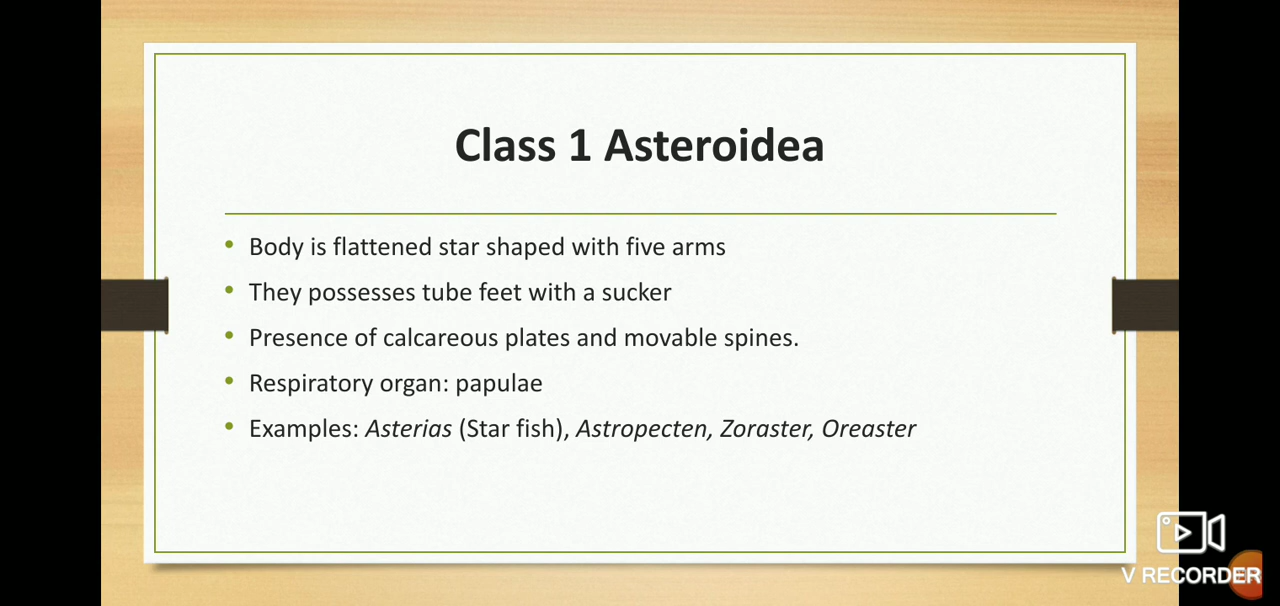 Class 1 Asteroidea
• Body is flattened star shaped with five arms
• They possesses tube feet with a sucker
• Presence of calcareous plates and movable spines.
• Respiratory organ: papulae
• Examples: Asterias (Star fish), Astropecten, Zoraster, Oreaster
V RECORDER